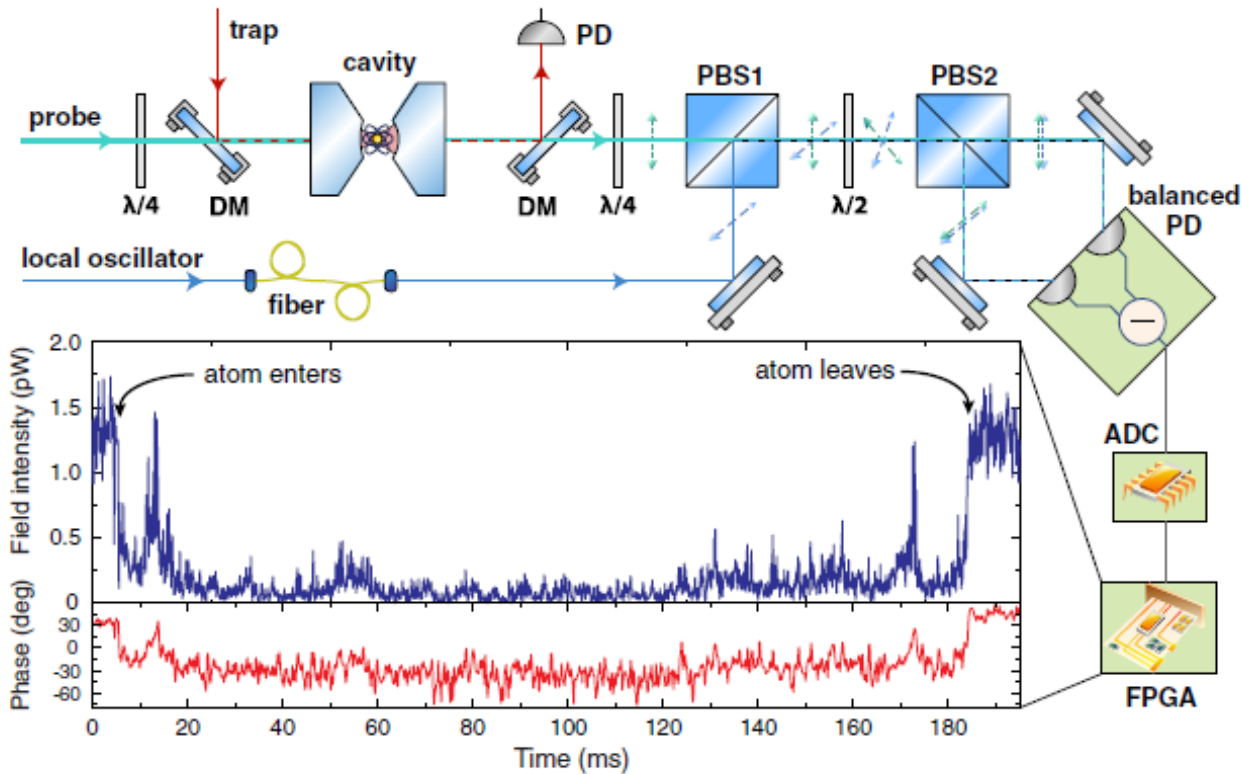 trap
PD
cavity
PBS1
PBS2
probe
λ/4
DM
DM
λ/4
λ/2
balanced
PD
local oscillator
fiber
−
ADC
FPGA
Field intensity (pW)
2.0
1.5
1.0
0.5
0
atom enters
atom leaves
Phase (deg)
30
0
-30
-60
0
20
40
60
80
100
120
140
160
180
Time (ms)